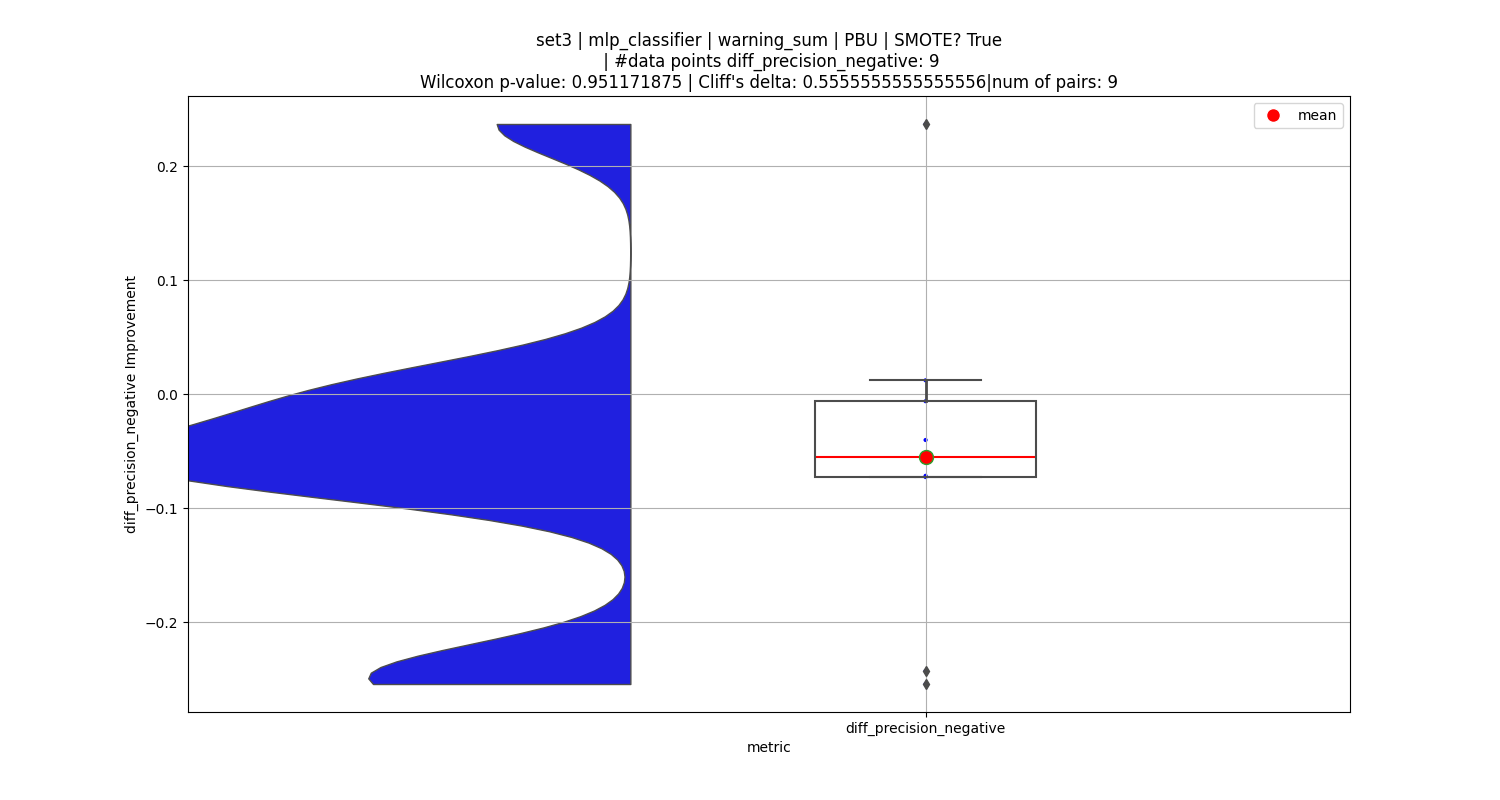 set3 | mlp_classifier | warning_sum | PBU | SMOTE? True
| #data points diff_precision_negative: 9
Wilcoxon p-value: 0.951171875 | Cliff's delta: 0.5555555555555556|num of pairs: 9
mean
0.2
0.1
0.0
−0.1
−0.2
diff_precision_negative Improvement
diff_precision_negative
metric